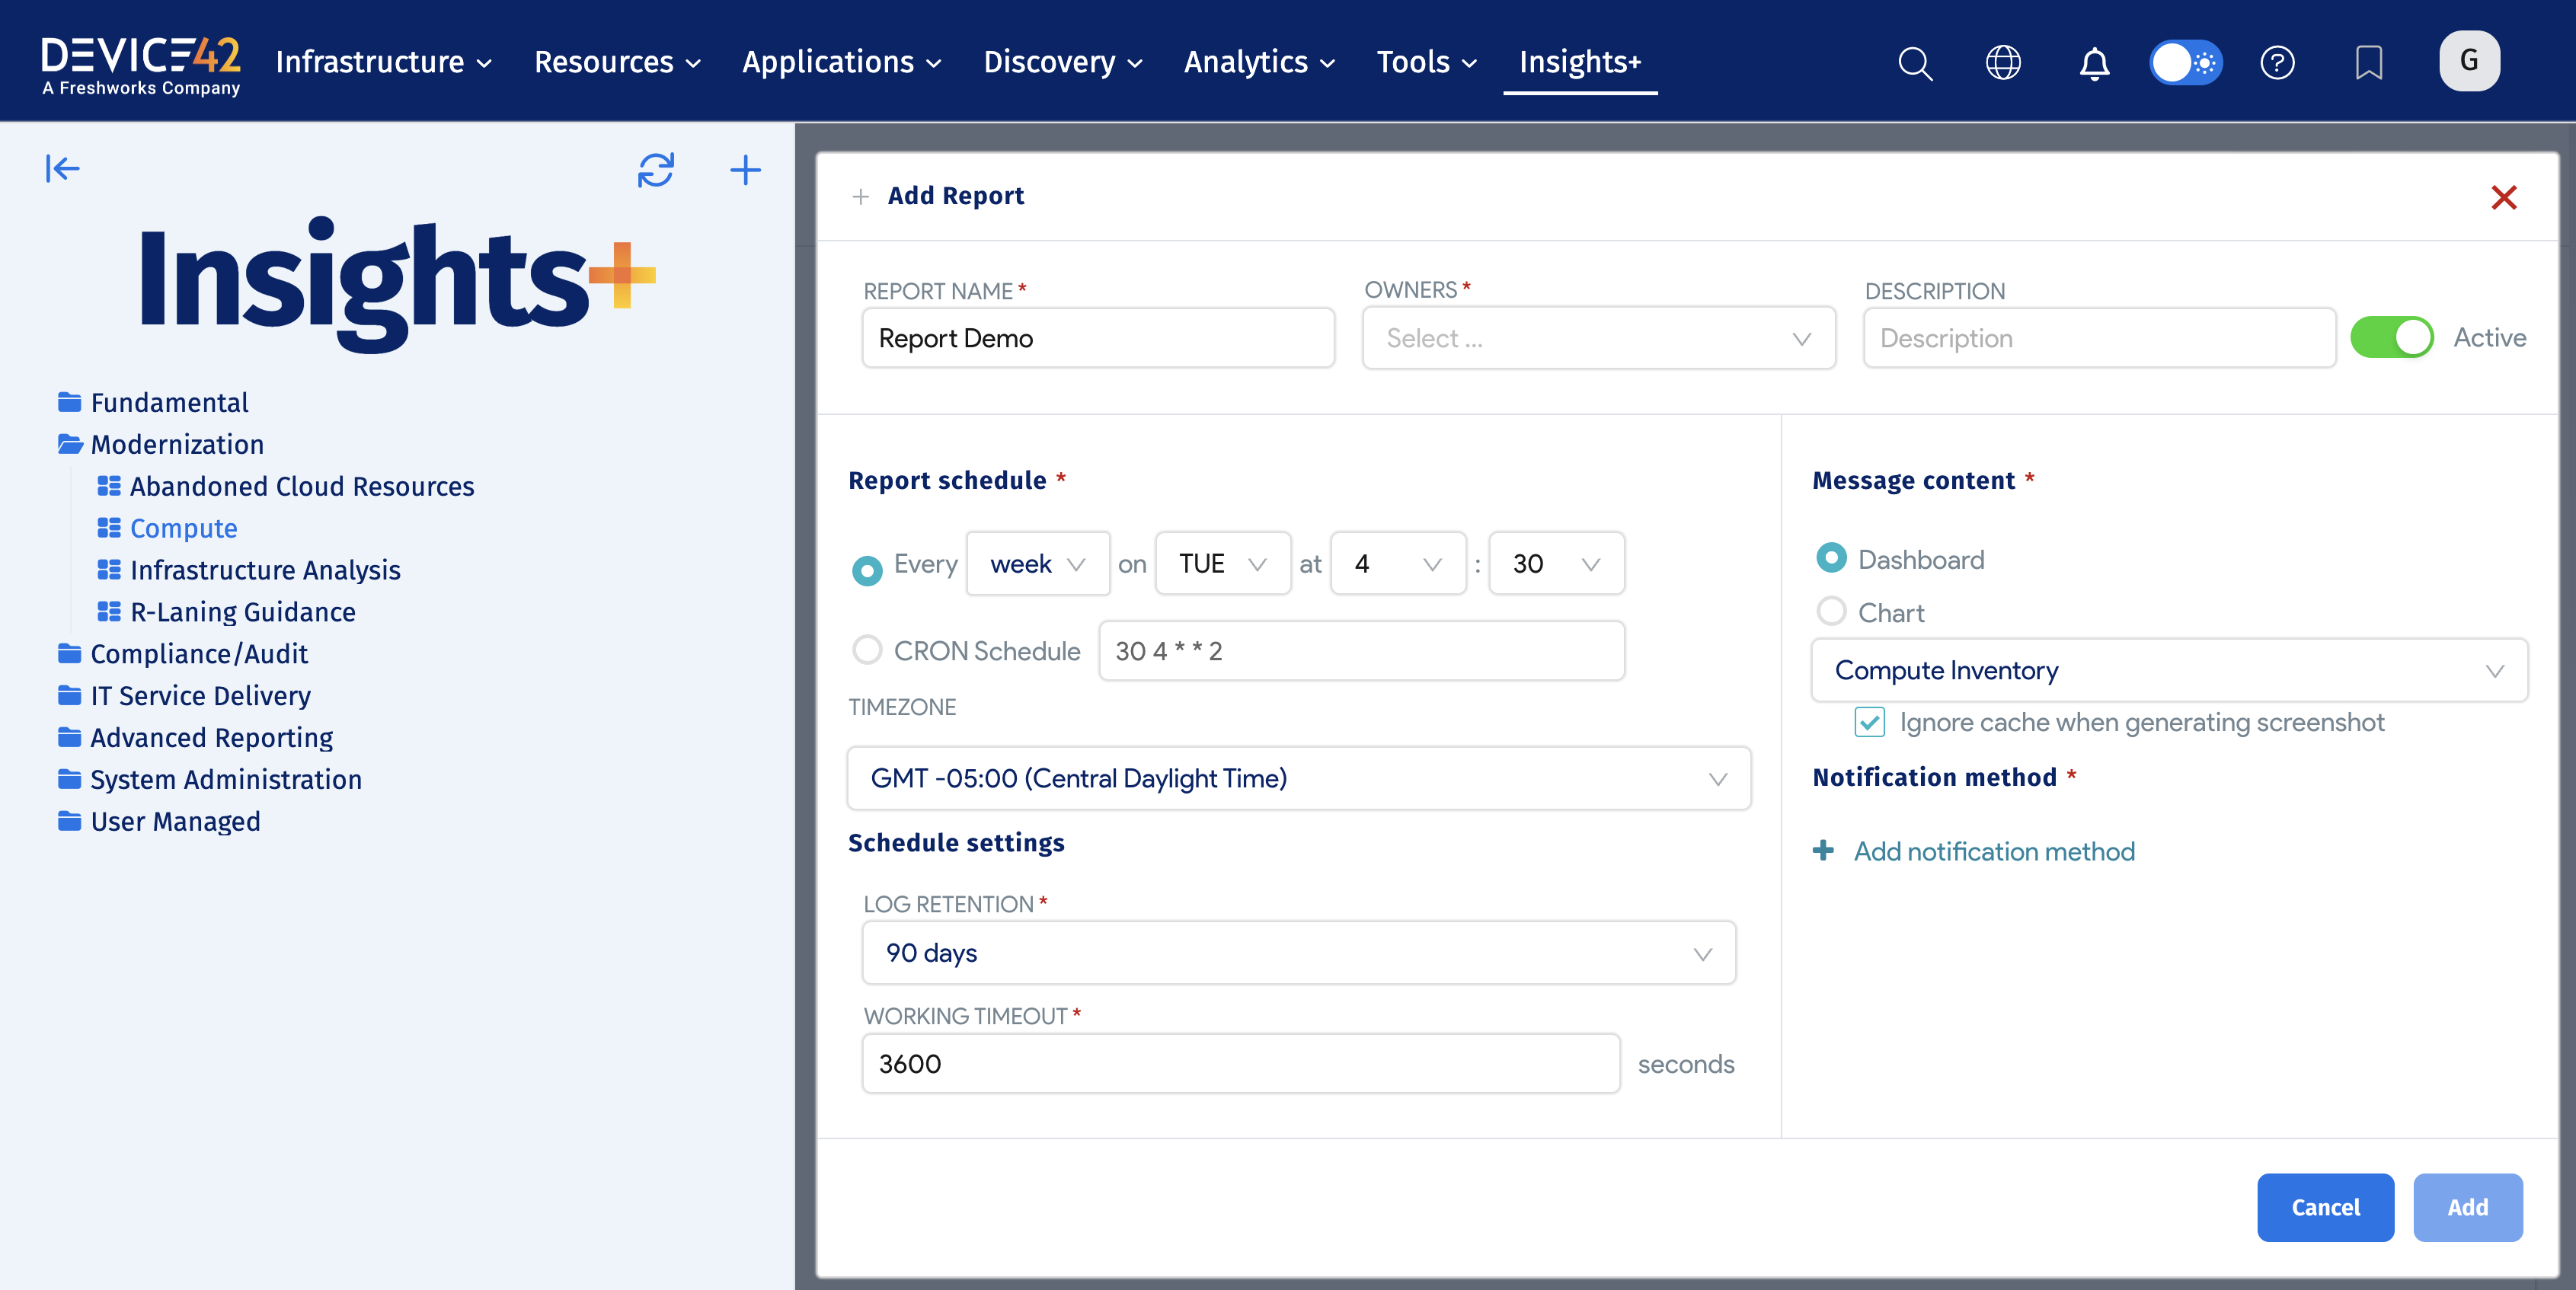 DEVICE42
A Freshworks Company
Infrastructure Resources Applications Discovery Analytics Tools Insights+
G
Insights+
Fundamental
Modernization
Abandoned Cloud Resources
Compute
Infrastructure Analysis
R-Laning Guidance
Compliance/Audit
IT Service Delivery
Advanced Reporting
System Administration
User Managed
+ Add Report
REPORT NAME * OWNERS * DESCRIPTION
Report Demo Select ... Description Active
Report schedule *
Every week on TUE at 4 : 30
CRON Schedule 30 4 * * 2
TIMEZONE
GMT -05:00 (Central Daylight Time)
Schedule settings
LOG RETENTION *
90 days
WORKING TIMEOUT *
3600 seconds
Message content *
Dashboard
Chart
Compute Inventory
Ignore cache when generating screenshot
Notification method *
+ Add notification method
Cancel Add